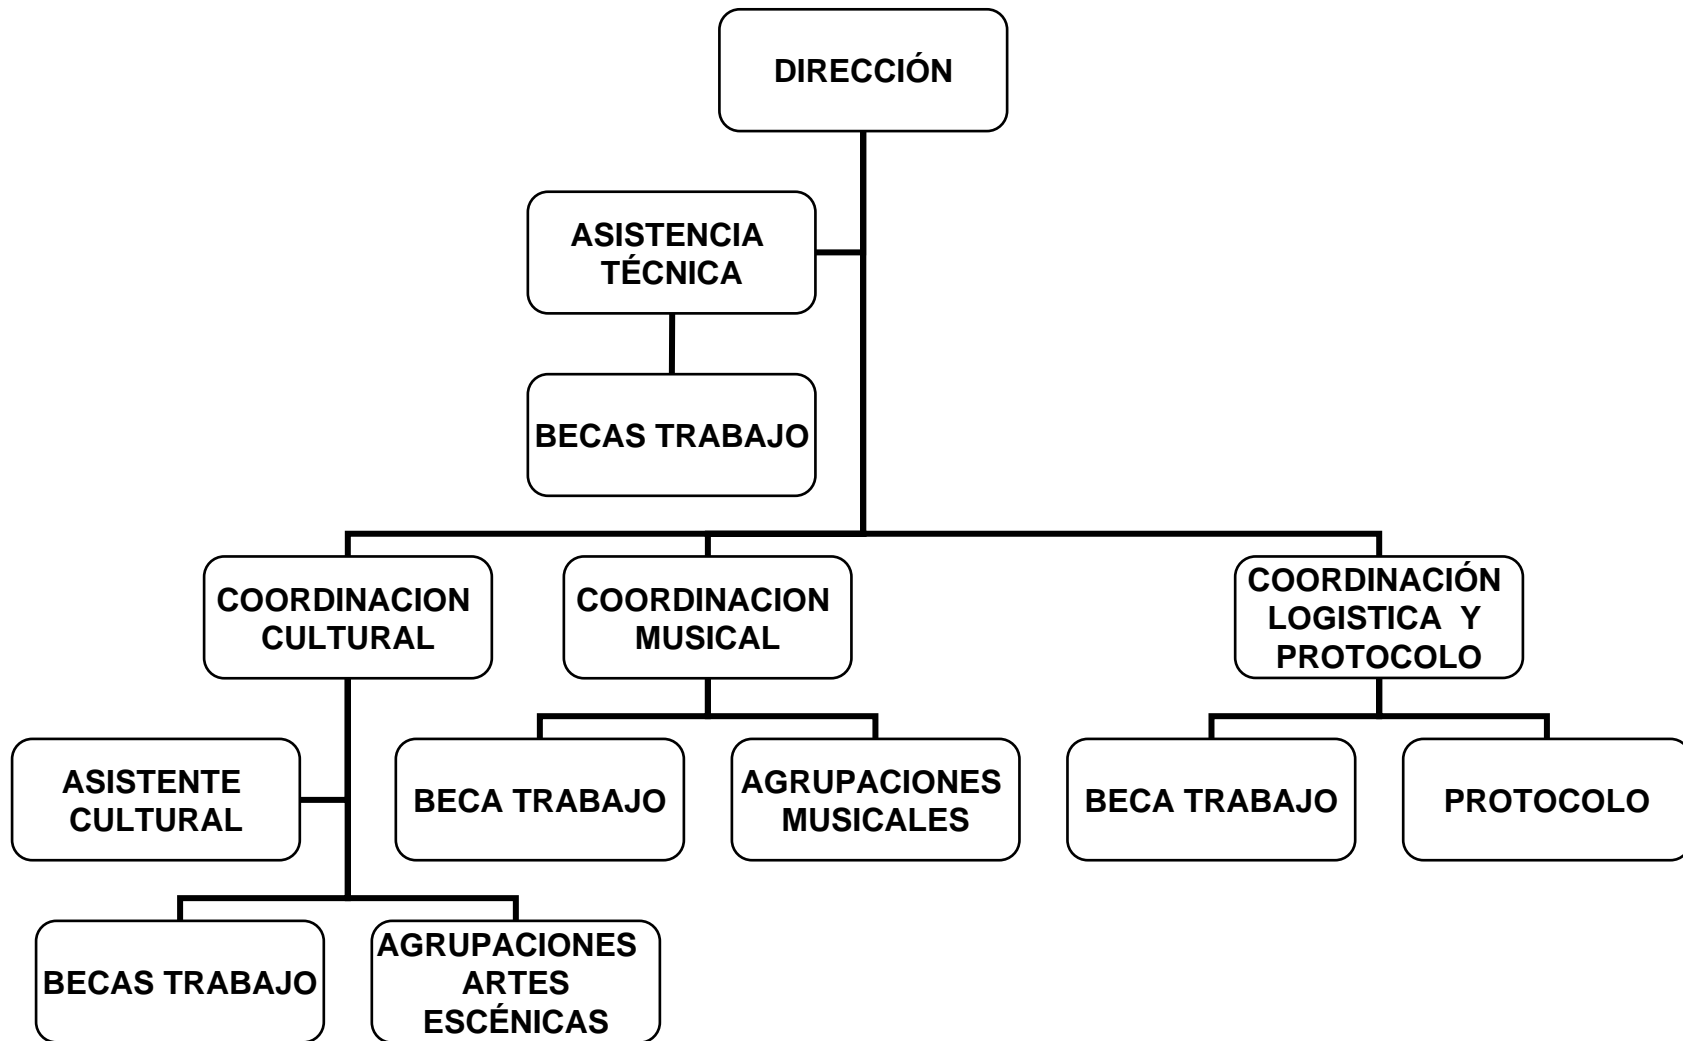 DIRECCIÓN
ASISTENCIA
TÉCNICA
BECAS TRABAJO
COORDINACION
CULTURAL
COORDINACION
MUSICAL
COORDINACIÓN
LOGISTICA Y
PROTOCOLO
ASISTENTE
CULTURAL
BECA TRABAJO
AGRUPACIONES
MUSICALES
BECA TRABAJO
PROTOCOLO
BECAS TRABAJO
AGRUPACIONES
ARTES
ESCÉNICAS